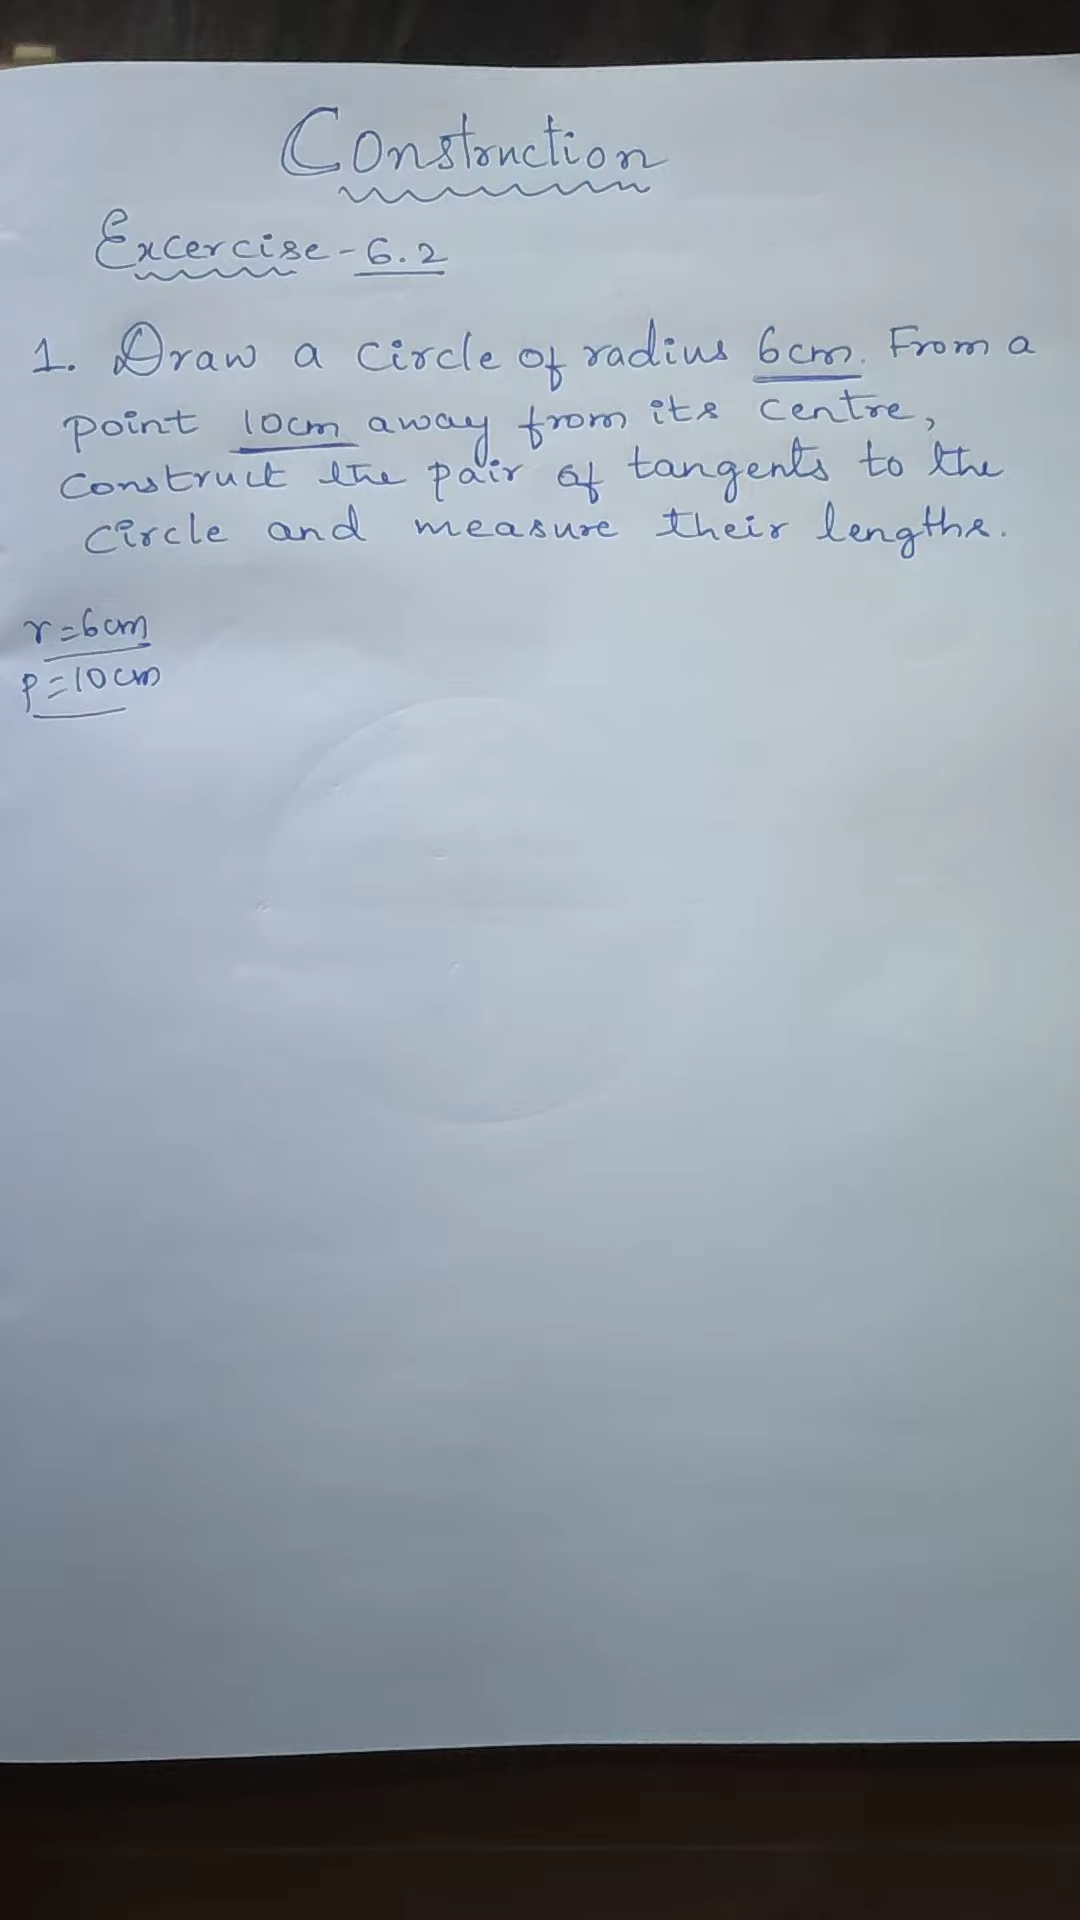 Construction
Excercise-6.2
1. Draw a circle of radius 6cm. From a
point 10cm away from its centre,
construct the pair of tangents to the
circle and measure their lengths.
r=6cm
P=10cm